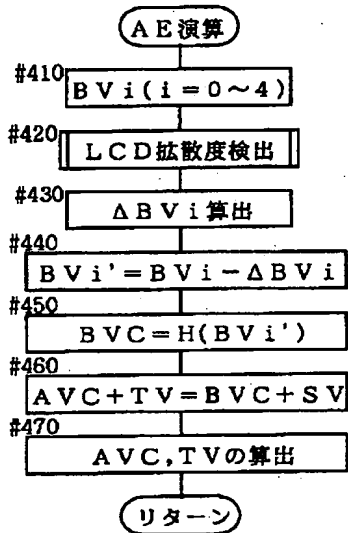 AE演算
#410
BVi(i=0～4)
#420
LCD拡散度検出
#430
ΔBVi算出
#440
BVi'=BVi-ΔBVi
#450
BVC=H(BVi')
#460
AVC+TV=BVC+SV
#470
AVC,TVの算出
リターン